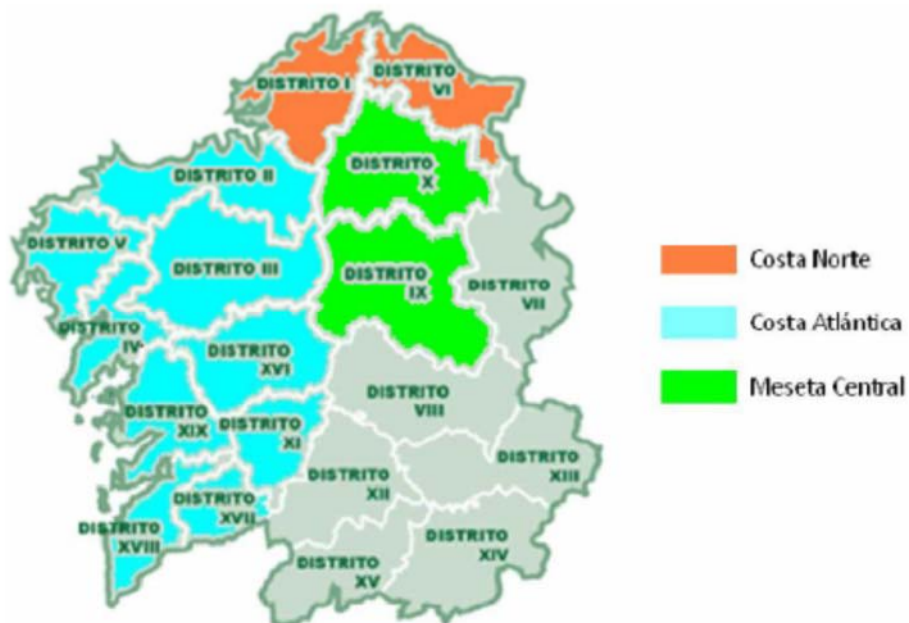 DISTRITO I
DISTRITO
VI
DISTRITO II
DISTRITO
X
DISTRITO V
DISTRITO III
DISTRITO
IX
DISTRITO
VII
DISTRITO
IV
DISTRITO
XVI
DISTRITO
VIII
DISTRITO
XIX
DISTRITO
XI
DISTRITO
XII
DISTRITO
XIII
DISTRITO
XVII
DISTRITO
XVIII
DISTRITO
XIV
DISTRITO
XV
Costa Norte
Costa Atlántica
Meseta Central